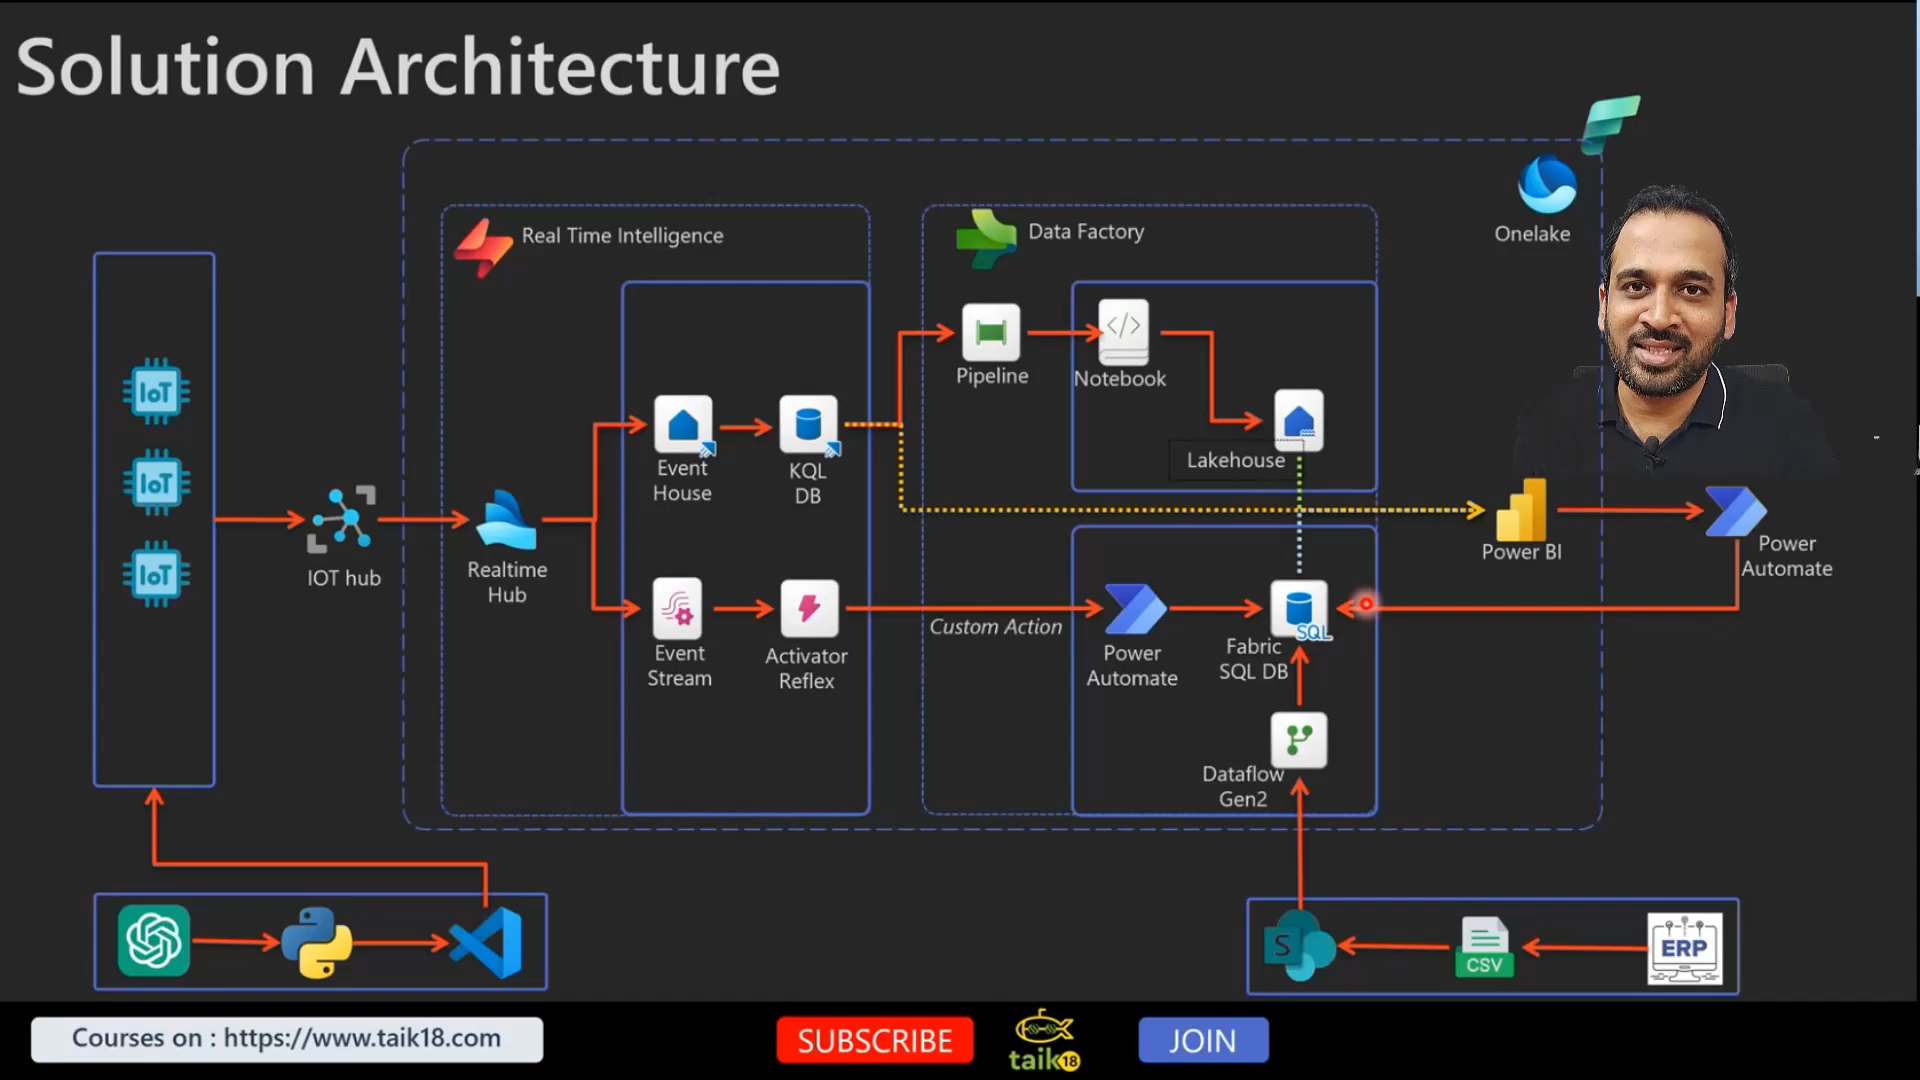 Solution Architecture
Onelake
Real Time Intelligence
Data Factory
IoT
IoT
IoT
IOT hub
Realtime
Hub
Event
House
KQL
DB
Event
Stream
Activator
Reflex
Pipeline
Notebook
Lakehouse
Custom Action
Power
Automate
SQL
Fabric
SQL DB
Dataflow
Gen2
Power BI
Power
Automate
S
CSV
ERP
Courses on : https://www.taik18.com
SUBSCRIBE
taik18
JOIN